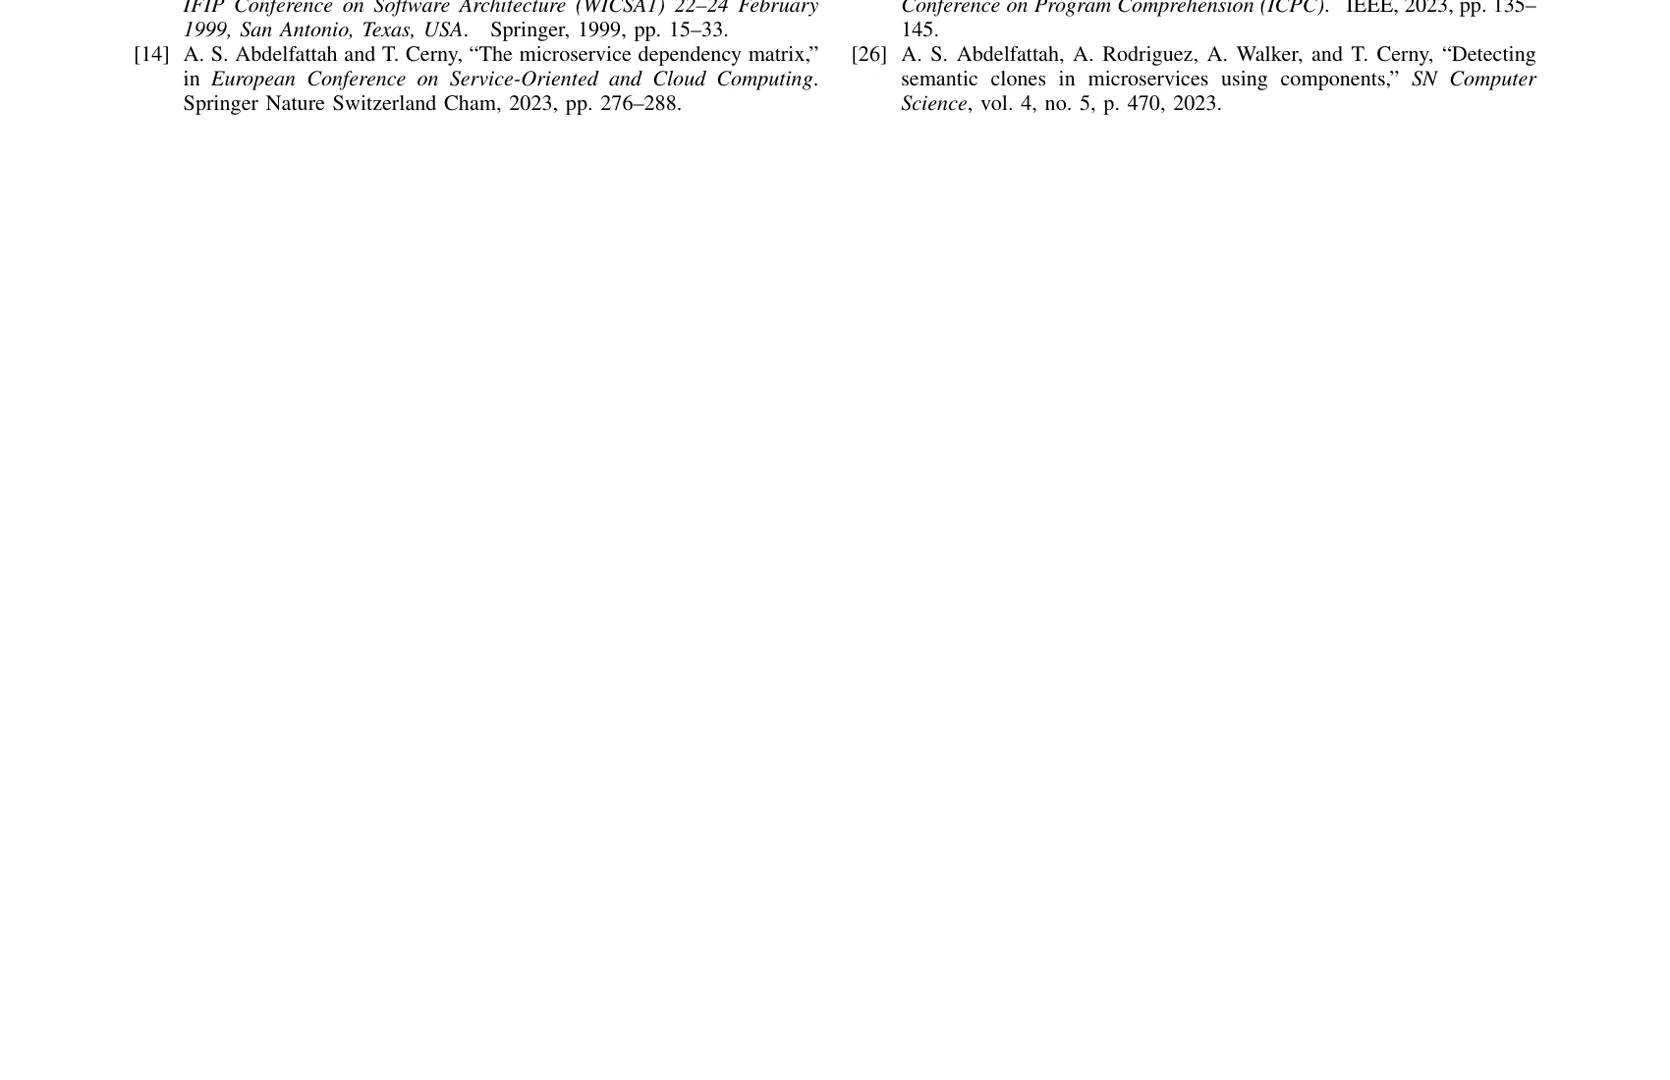 IFIP Conference on Software Architecture (WICSA1) 22–24 February
1999, San Antonio, Texas, USA. Springer, 1999, pp. 15–33.
[14] A. S. Abdelfattah and T. Cerny, “The microservice dependency matrix,”
in European Conference on Service-Oriented and Cloud Computing.
Springer Nature Switzerland Cham, 2023, pp. 276–288.
Conference on Program Comprehension (ICPC). IEEE, 2023, pp. 135–
145.
[26] A. S. Abdelfattah, A. Rodriguez, A. Walker, and T. Cerny, “Detecting
semantic clones in microservices using components,” SN Computer
Science, vol. 4, no. 5, p. 470, 2023.